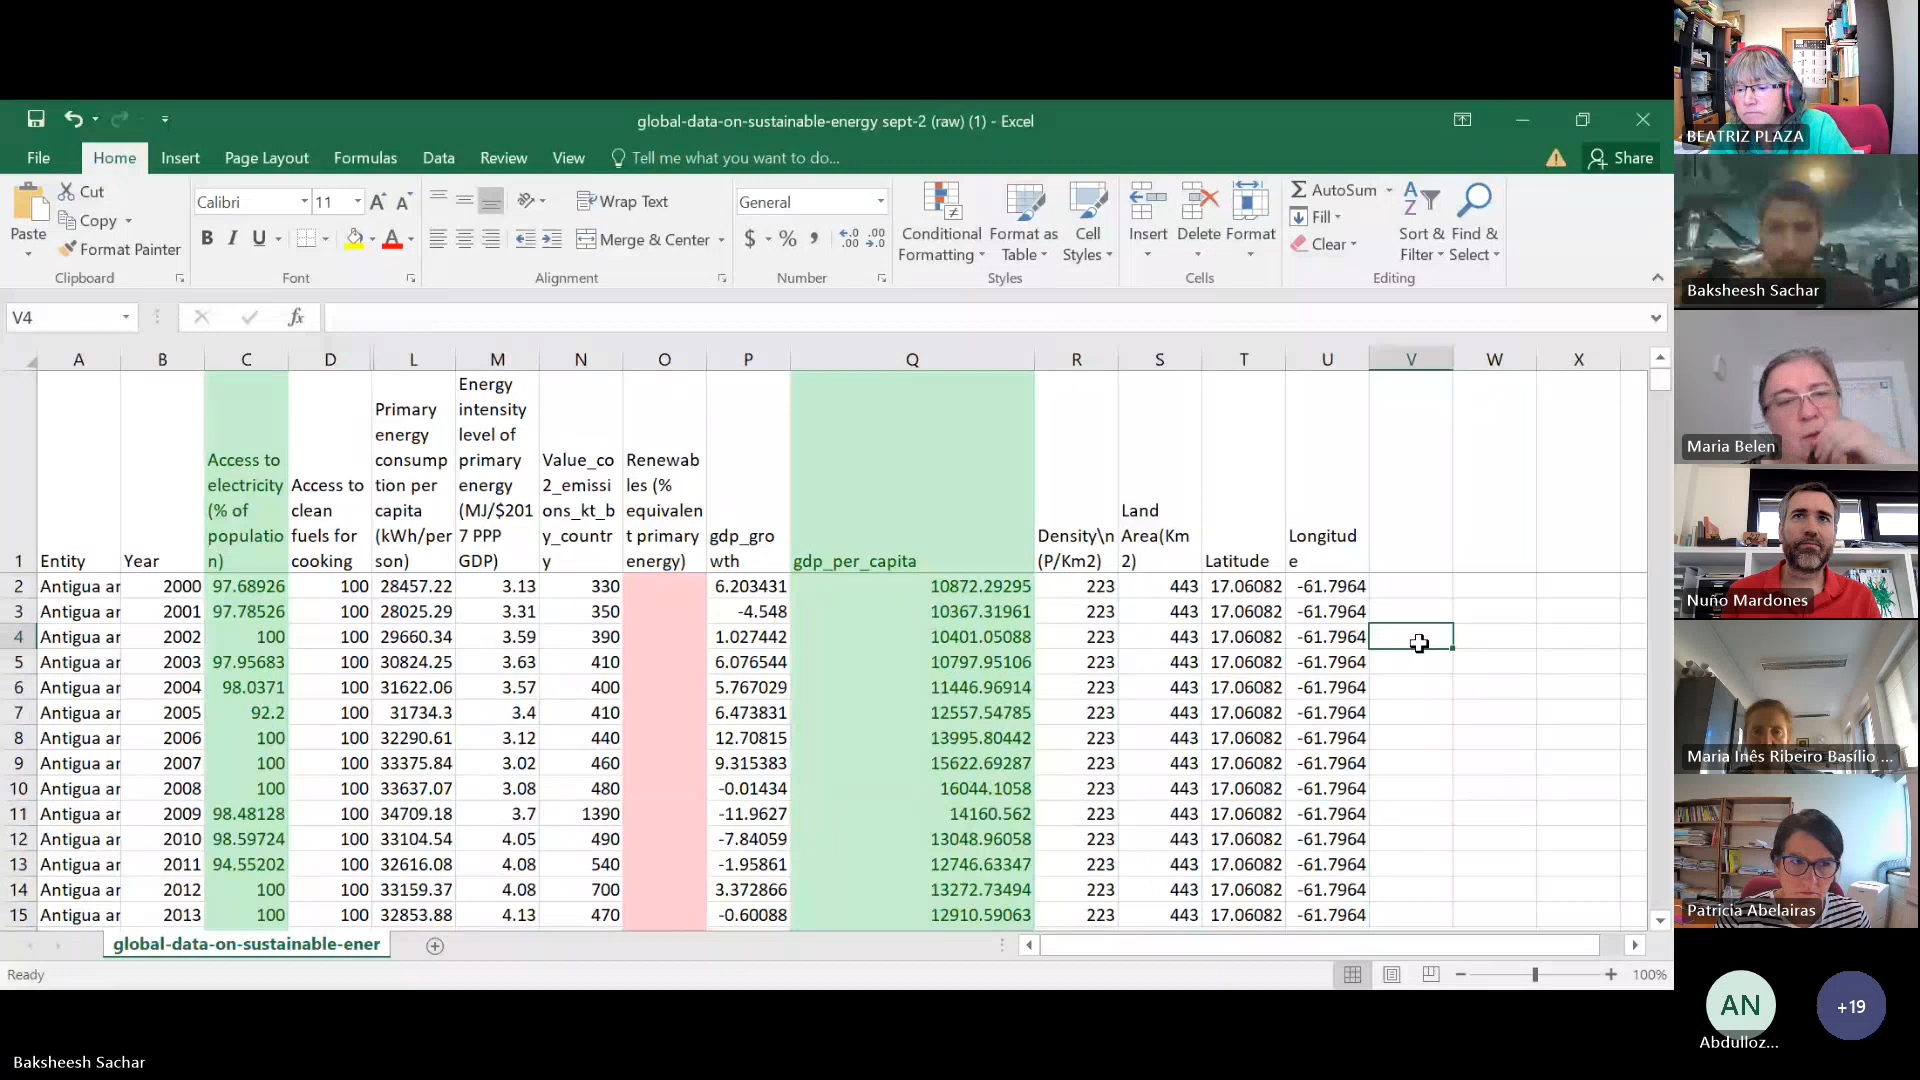 global-data-on-sustainable-energy sept-2 (raw) (1) - Excel
File Home Insert Page Layout Formulas Data Review View Tell me what you want to do... Share
Paste
Cut
Copy
Format Painter
Clipboard
Calibri 11
B I U
Font
Wrap Text
Merge & Center
Alignment
General
$ % ,
Number
Conditional Formatting
Format as Table
Cell Styles
Styles
Insert Delete Format
Cells
AutoSum
Fill
Clear
Sort & Filter
Find & Select
Editing
V4 fx
A B C D L M N O P Q R S T U V W X
1
Entity
Year
Access to
electricity
(% of
populatio
n)
Access to
clean
fuels for
cooking
Primary
energy
consump
tion per
capita
(kWh/per
son)
Energy
intensity
level of
primary
energy
(MJ/$201
7 PPP
GDP)
Value_co
2_emissi
ons_kt_b
y_countr
y
Renewab
les (%
equivalen
t primary
energy)
gdp_gro
wth
gdp_per_capita
Density\n
(P/Km2)
Land
Area(Km
2)
Latitude
Longitud
e
2 Antigua ar 2000 97.68926 100 28457.22 3.13 330 6.203431 10872.29295 223 443 17.06082 -61.7964
3 Antigua ar 2001 97.78526 100 28025.29 3.31 350 -4.548 10367.31961 223 443 17.06082 -61.7964
4 Antigua ar 2002 100 100 29660.34 3.59 390 1.027442 10401.05088 223 443 17.06082 -61.7964
5 Antigua ar 2003 97.95683 100 30824.25 3.63 410 6.076544 10797.95106 223 443 17.06082 -61.7964
6 Antigua ar 2004 98.0371 100 31622.06 3.57 400 5.767029 11446.96914 223 443 17.06082 -61.7964
7 Antigua ar 2005 92.2 100 31734.3 3.4 410 6.473831 12557.54785 223 443 17.06082 -61.7964
8 Antigua ar 2006 100 100 32290.61 3.12 440 12.70815 13995.80442 223 443 17.06082 -61.7964
9 Antigua ar 2007 100 100 33375.84 3.02 460 9.315383 15622.69287 223 443 17.06082 -61.7964
10 Antigua ar 2008 100 100 33637.07 3.08 480 -0.01434 16044.1058 223 443 17.06082 -61.7964
11 Antigua ar 2009 98.48128 100 34709.18 3.7 1390 -11.9627 14160.562 223 443 17.06082 -61.7964
12 Antigua ar 2010 98.59724 100 33104.54 4.05 490 -7.84059 13048.96058 223 443 17.06082 -61.7964
13 Antigua ar 2011 94.55202 100 32616.08 4.08 540 -1.95861 12746.63347 223 443 17.06082 -61.7964
14 Antigua ar 2012 100 100 33159.37 4.08 700 3.372866 13272.73494 223 443 17.06082 -61.7964
15 Antigua ar 2013 100 100 32853.88 4.13 470 -0.60088 12910.59063 223 443 17.06082 -61.7964
global-data-on-sustainable-ener
Ready
100%
Baksheesh Sachar
BEATRIZ PLAZA
Baksheesh Sachar
Maria Belen
Nuño Mardones
Maria Inês Ribeiro Basílio ...
Patricia Abelairas
AN
Abdulloz...
+19